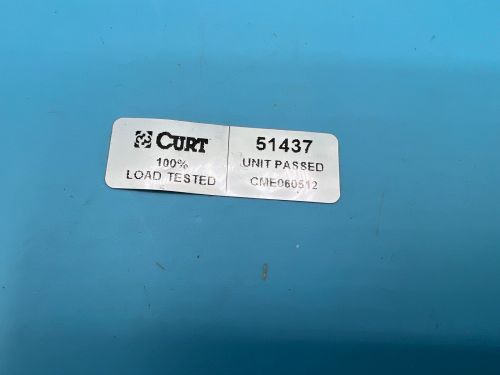 CURT
100%
LOAD TESTED
51437
UNIT PASSED
CME060512